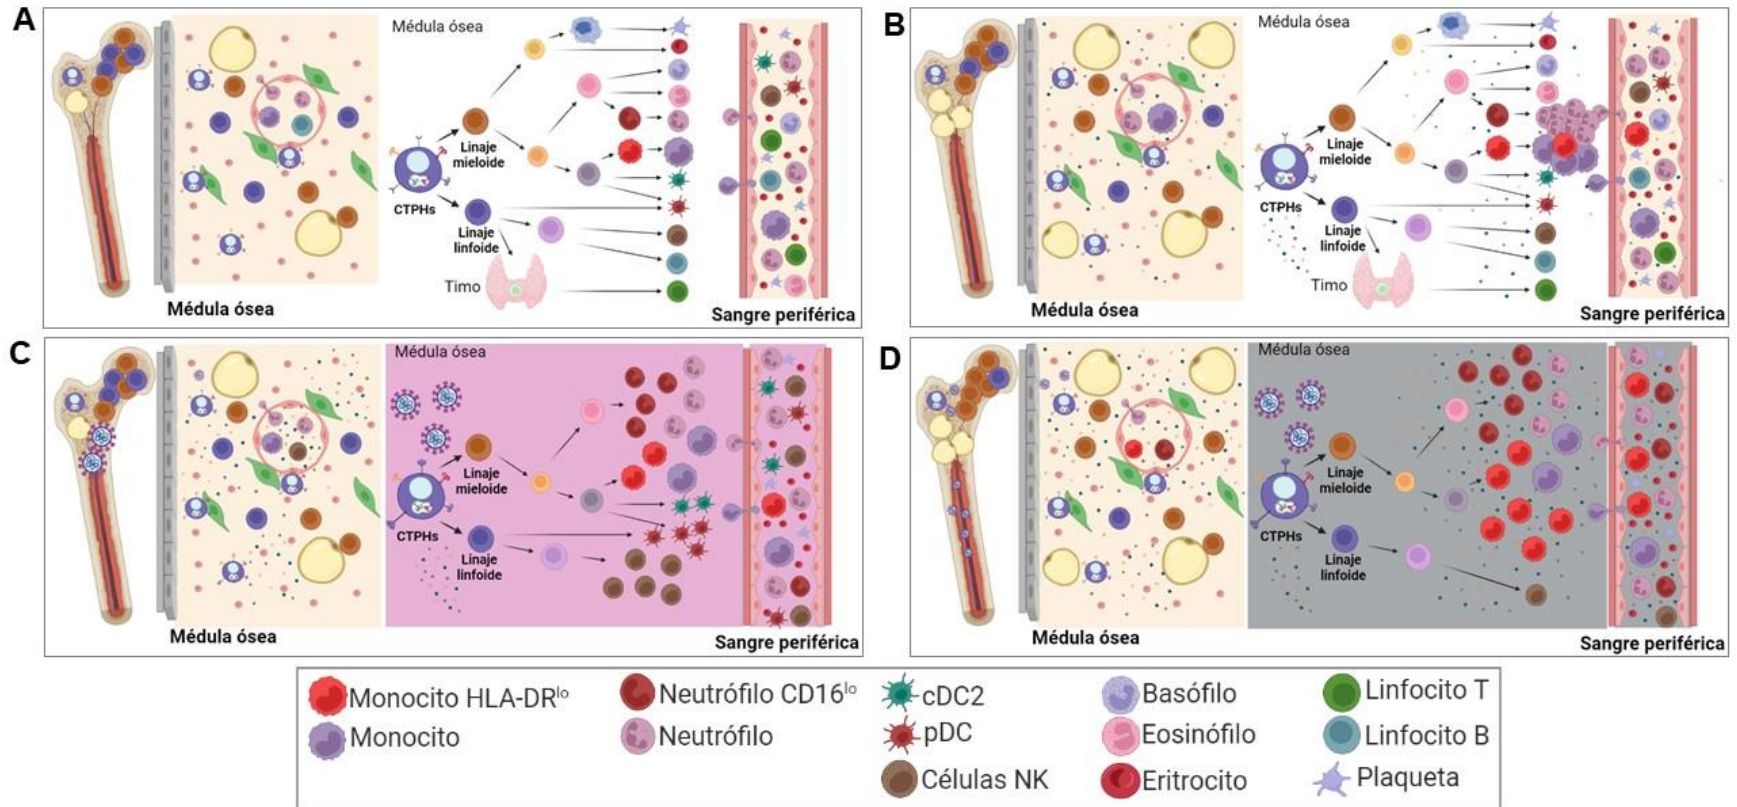 A
Médula ósea
Linaje
mieloide
CTPHs
Linaje
linfoide
Timo
Médula ósea
Sangre periférica
B
Médula ósea
Linaje
mieloide
CTPHs
Linaje
linfoide
Timo
Médula ósea
Sangre periférica
C
Médula ósea
Linaje
mieloide
CTPHs
Linaje
linfoide
Médula ósea
Sangre periférica
D
Médula ósea
Linaje
mieloide
CTPHs
Linaje
linfoide
Médula ósea
Sangre periférica
Monocito HLA-DRlo
Monocito
Neutrófilo CD16lo
Neutrófilo
cDC2
pDC
Células NK
Basófilo
Eosinófilo
Eritrocito
Linfocito T
Linfocito B
Plaqueta